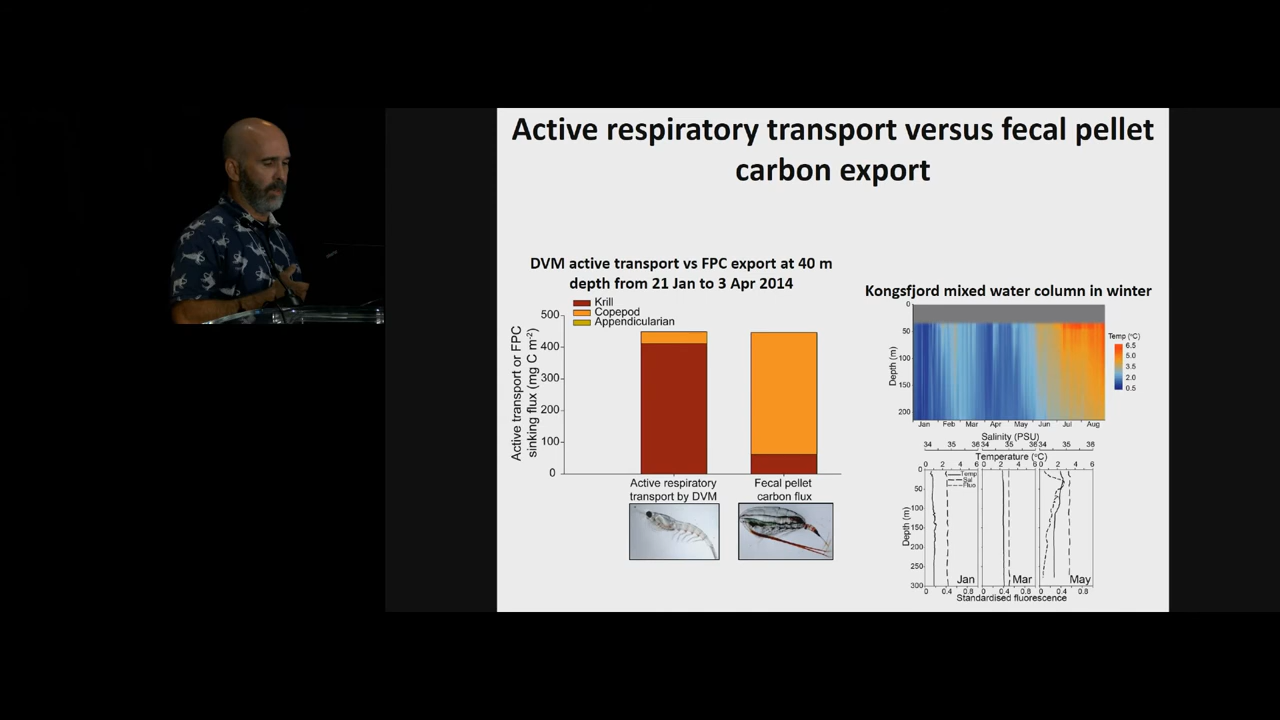 Active respiratory transport versus fecal pellet
carbon export
DVM active transport vs FPC export at 40 m
depth from 21 Jan to 3 Apr 2014
Krill
Copepod
Appendicularian
Active transport or FPC
sinking flux (mg C m-2)
500
400
300
200
100
0
Active respiratory
transport by DVM
Fecal pellet
carbon flux
Kongsfjord mixed water column in winter
Depth (m)
0
50
100
150
200
Jan Feb Mar Apr May Jun Jul Aug
Temp (°C)
6.5
5.0
3.5
2.0
0.5
Salinity (PSU)
34 35 36 34 35 36 34 35 36
Temperature (°C)
0 2 4 6 0 2 4 6 0 2 4 6
Temp
Sal
Fluo
Depth (m)
50
100
150
200
250
300
Jan
Mar
May
0 0.4 0.8 0 0.4 0.8 0 0.4 0.8
Standardised fluorescence